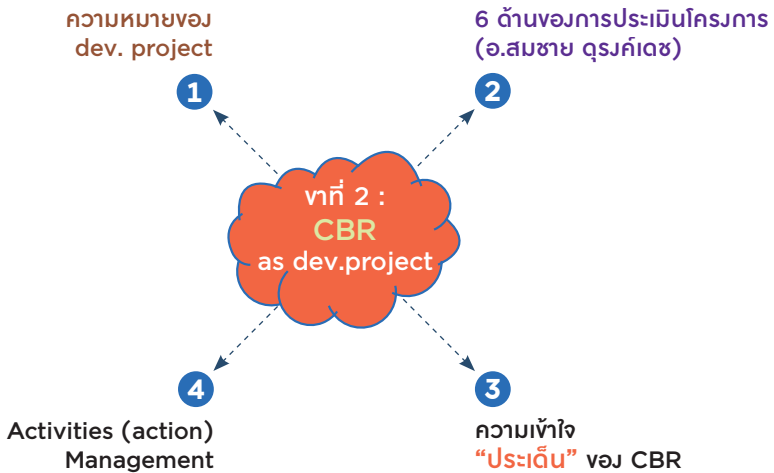 ความหมายของ
dev. project
1
6 ด้านของการประเมินโครงการ
(อ.สมชาย ดุรงค์เดช)
2
ขาที่ 2 :
CBR
as dev.project
4
Activities (action)
Management
3
ความเข้าใจ
“ประเด็น” ของ CBR